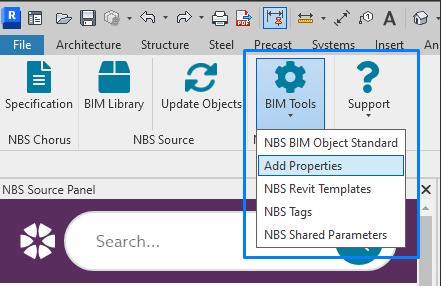 R
File Architecture Structure Steel Precast Systems Insert
Specification BIM Library Update Objects BIM Tools Support
NBS Chorus NBS Source
NBS BIM Object Standard
Add Properties
NBS Revit Templates
NBS Tags
NBS Shared Parameters
NBS Source Panel
Search...